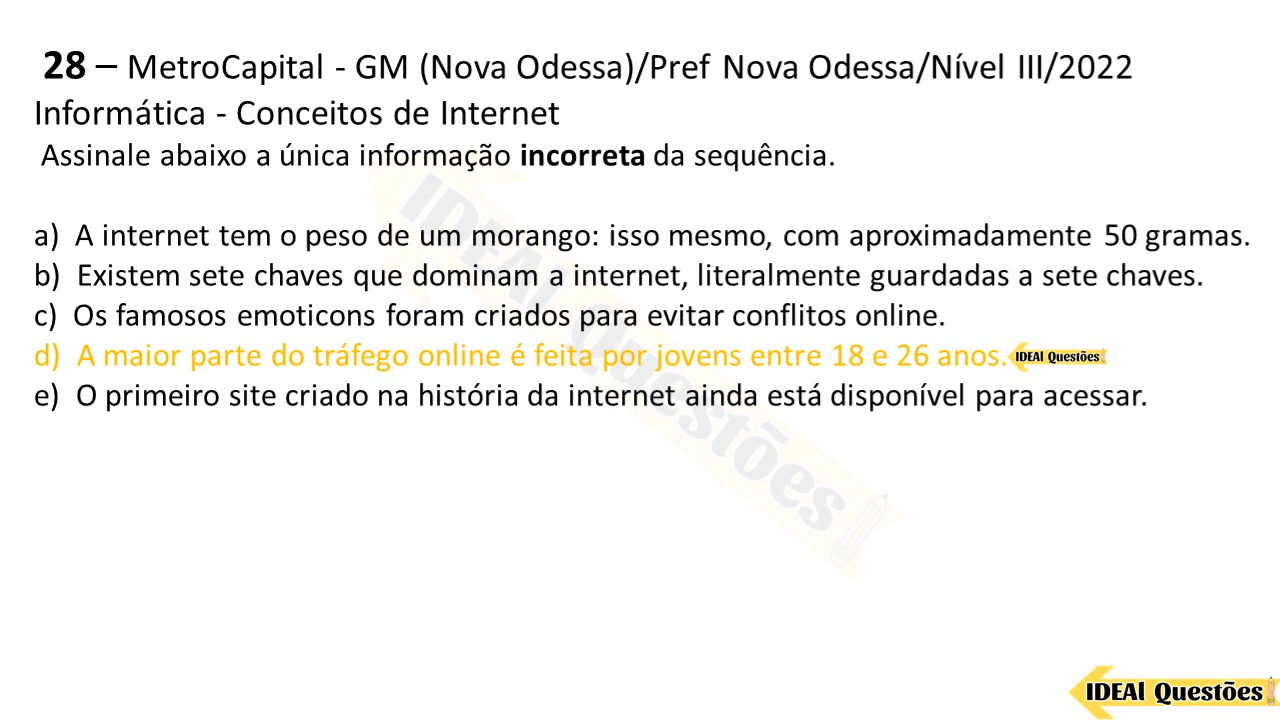 28 – MetroCapital - GM (Nova Odessa)/Pref Nova Odessa/Nível III/2022
Informática - Conceitos de Internet
Assinale abaixo a única informação incorreta da sequência.
a) A internet tem o peso de um morango: isso mesmo, com aproximadamente 50 gramas.
b) Existem sete chaves que dominam a internet, literalmente guardadas a sete chaves.
c) Os famosos emoticons foram criados para evitar conflitos online.
d) A maior parte do tráfego online é feita por jovens entre 18 e 26 anos. IDEAl Questões
e) O primeiro site criado na história da internet ainda está disponível para acessar.
IDEAl Questões
IDEAl Questões